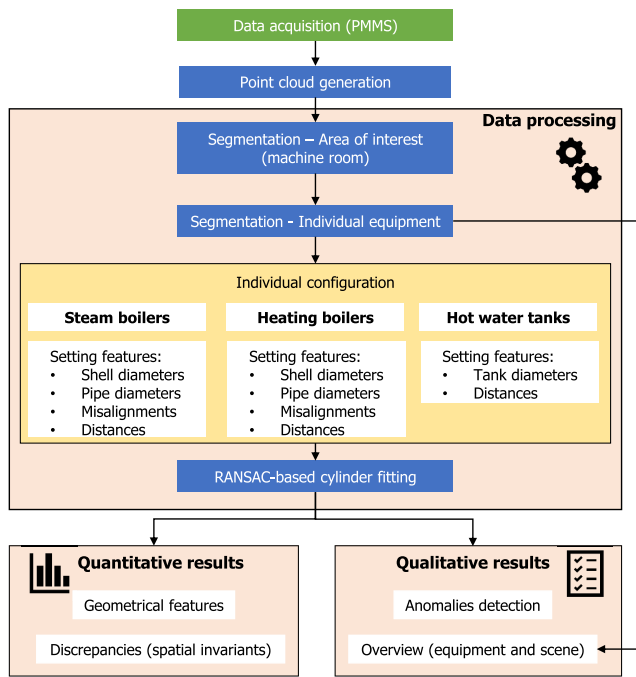 Data acquisition (PMMS)
Point cloud generation
Data processing
Segmentation – Area of interest
(machine room)
Segmentation - Individual equipment
Individual configuration
Steam boilers
Setting features:
• Shell diameters
• Pipe diameters
• Misalignments
• Distances
Heating boilers
Setting features:
• Shell diameters
• Pipe diameters
• Misalignments
• Distances
Hot water tanks
Setting features:
• Tank diameters
• Distances
RANSAC-based cylinder fitting
Quantitative results
Geometrical features
Discrepancies (spatial invariants)
Qualitative results
Anomalies detection
Overview (equipment and scene)